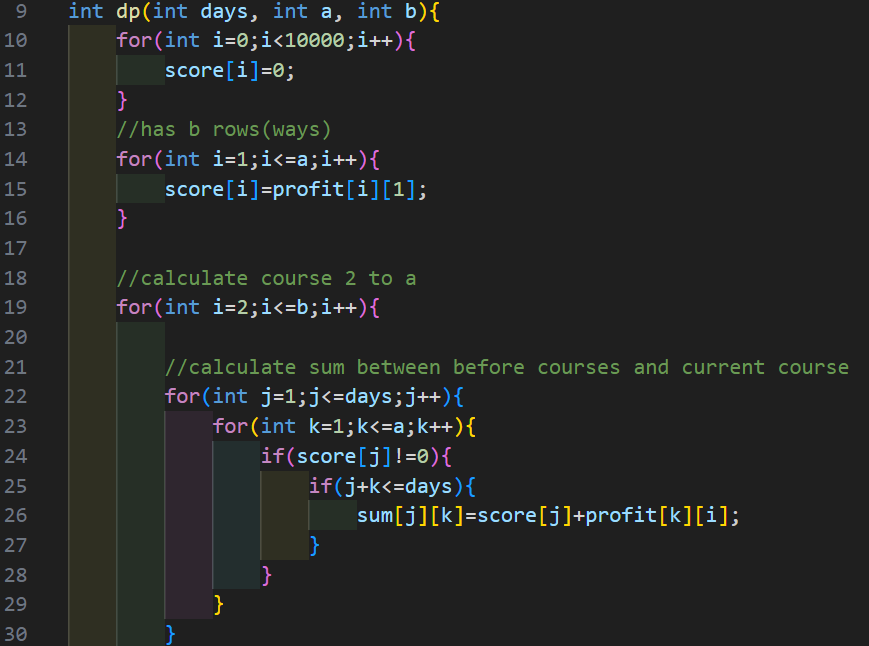 9 int dp(int days, int a, int b){
10 for(int i=0;i<10000;i++){
11 score[i]=0;
12 }
13 //has b rows(ways)
14 for(int i=1;i<=a;i++){
15 score[i]=profit[i][1];
16 }
17
18 //calculate course 2 to a
19 for(int i=2;i<=b;i++){
20
21 //calculate sum between before courses and current course
22 for(int j=1;j<=days;j++){
23 for(int k=1;k<=a;k++){
24 if(score[j]!=0){
25 if(j+k<=days){
26 sum[j][k]=score[j]+profit[k][i];
27 }
28 }
29 }
30 }